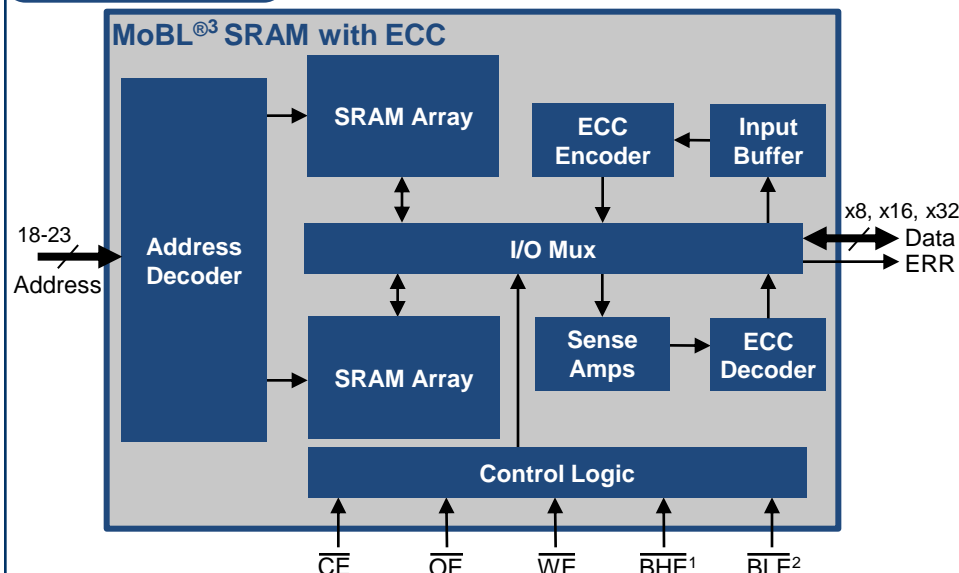 MoBL®³ SRAM with ECC
SRAM Array
ECC
Encoder
Input
Buffer
x8, x16, x32
18-23
Address
Address
Decoder
I/O Mux
Data
ERR
Sense
Amps
ECC
Decoder
SRAM Array
Control Logic
CE
OE
WE
BHE¹
BLE²